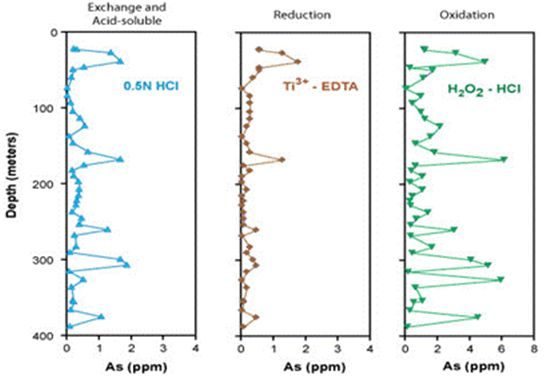 Exchange and
Acid-soluble
Reduction
Oxidation
0
100
200
300
400
Depth (meters)
0.5N HCl
Ti³⁺ - EDTA
H₂O₂ - HCl
0 1 2 3 4
0 1 2 3 4
0 2 4 6 8
As (ppm)
As (ppm)
As (ppm)